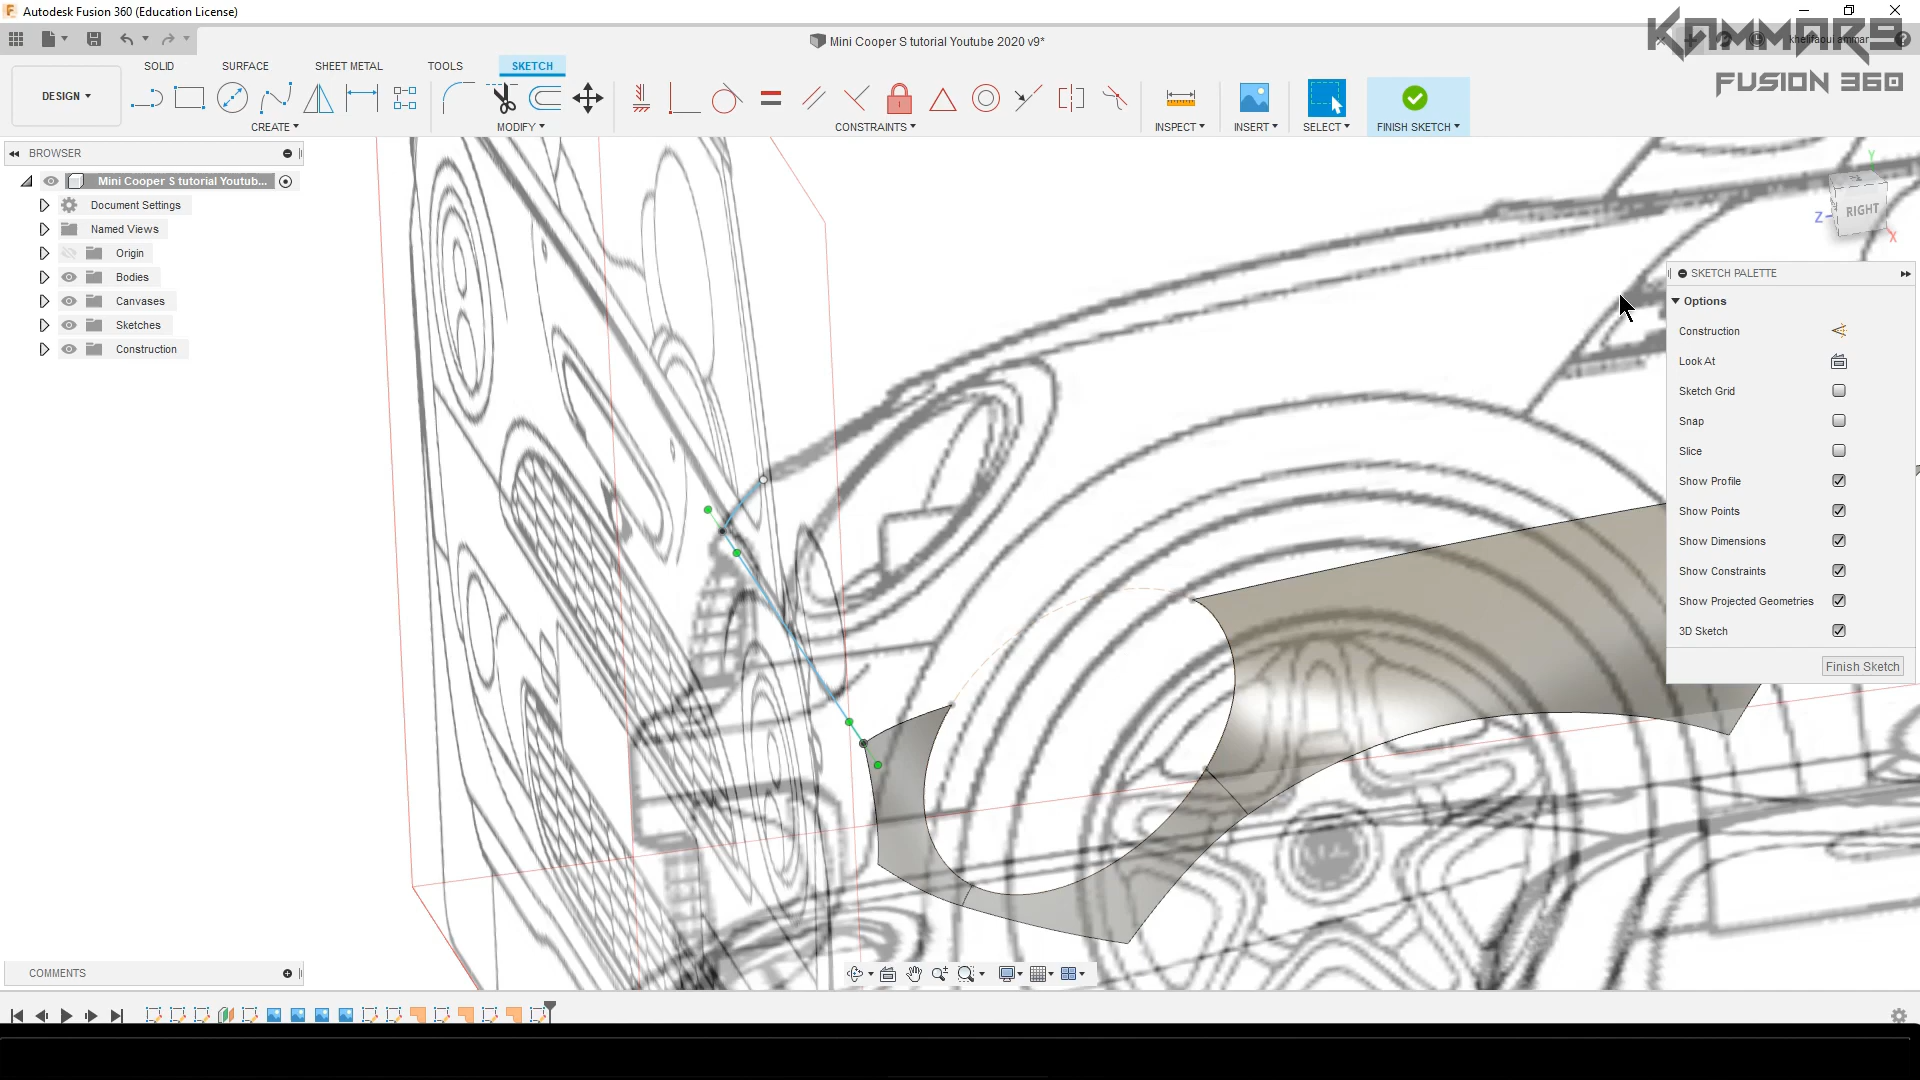 Autodesk Fusion 360 (Education License)
Mini Cooper S tutorial Youtube 2020 v9*
khelifaoui ammar
KAMMAR9
FUSION 360
SOLID
SURFACE
SHEET METAL
TOOLS
SKETCH
DESIGN
CREATE
MODIFY
CONSTRAINTS
INSPECT
INSERT
SELECT
FINISH SKETCH
BROWSER
Mini Cooper S tutorial Youtub...
Document Settings
Named Views
Origin
Bodies
Canvases
Sketches
Construction
Y
RIGHT
Z
X
SKETCH PALETTE
Options
Construction
Look At
Sketch Grid
Snap
Slice
Show Profile
Show Points
Show Dimensions
Show Constraints
Show Projected Geometries
3D Sketch
Finish Sketch
COMMENTS